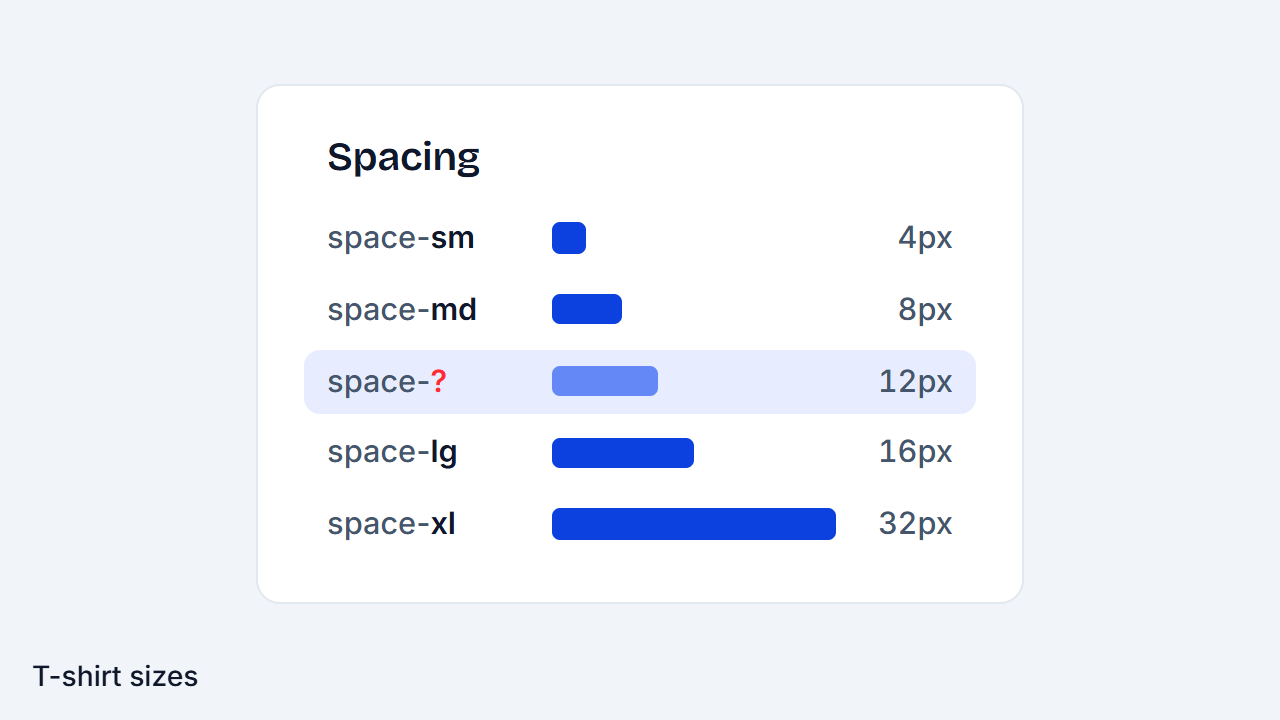 Spacing
space-sm 4px
space-md 8px
space-? 12px
space-lg 16px
space-xl 32px
T-shirt sizes